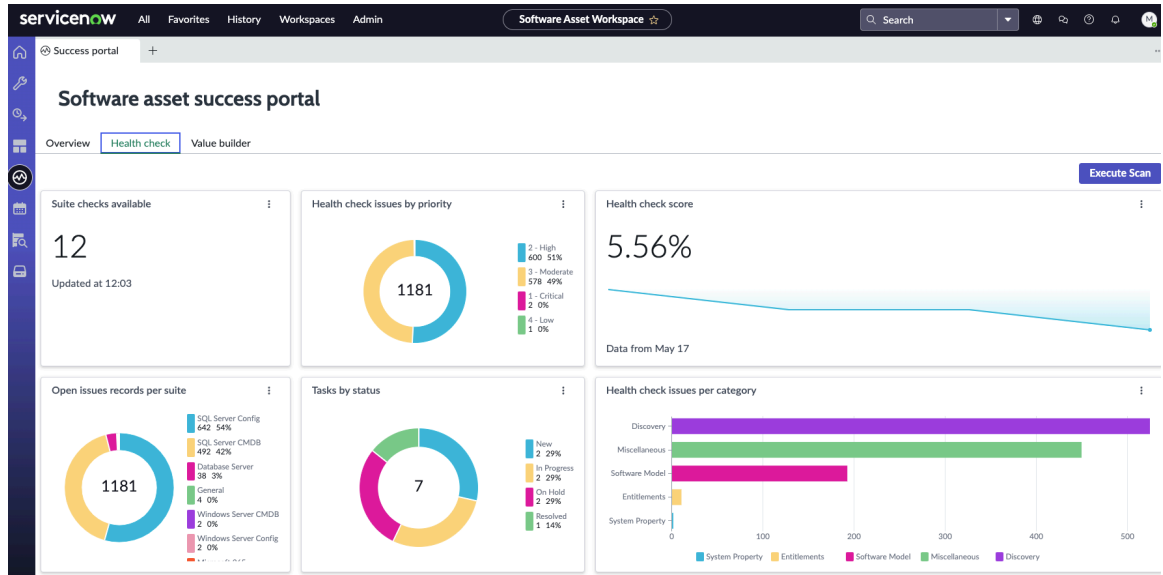 servicenow All Favorites History Workspaces Admin Software Asset Workspace Search M
Success portal +
Software asset success portal
Overview Health check Value builder
Execute Scan
Suite checks available
12
Updated at 12:03
Health check issues by priority
1181
2 - High
600 51%
3 - Moderate
578 49%
1 - Critical
2 0%
4 - Low
1 0%
Health check score
5.56%
Data from May 17
Open issues records per suite
1181
SQL Server Config
642 54%
SQL Server CMDB
492 42%
Database Server
38 3%
General
4 0%
Windows Server CMDB
2 0%
Windows Server Config
2 0%
Tasks by status
7
New
2 29%
In Progress
2 29%
On Hold
2 29%
Resolved
1 14%
Health check issues per category
Discovery
Miscellaneous
Software Model
Entitlements
System Property
0 100 200 300 400 500
System Property Entitlements Software Model Miscellaneous Discovery